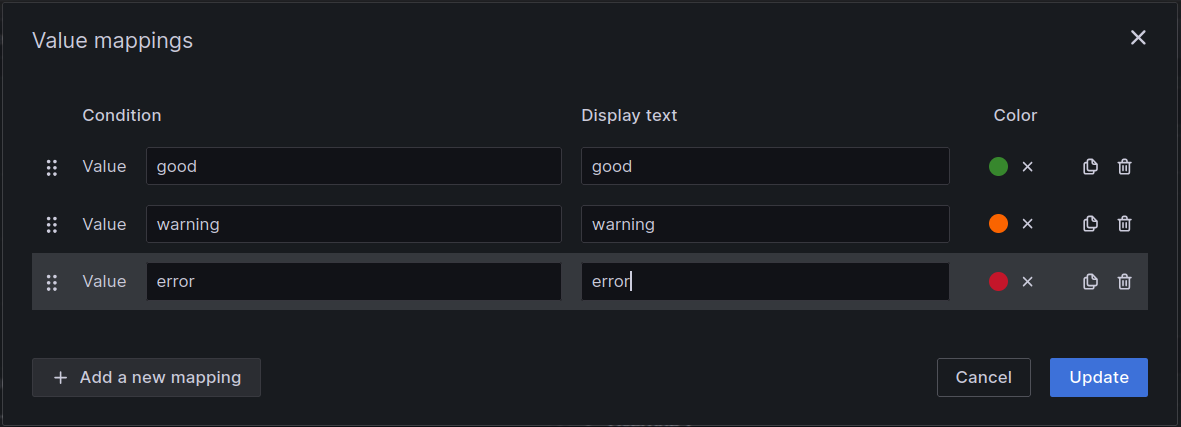 Value mappings
Condition Display text Color
Value good good
Value warning warning
Value error error
Add a new mapping Cancel Update